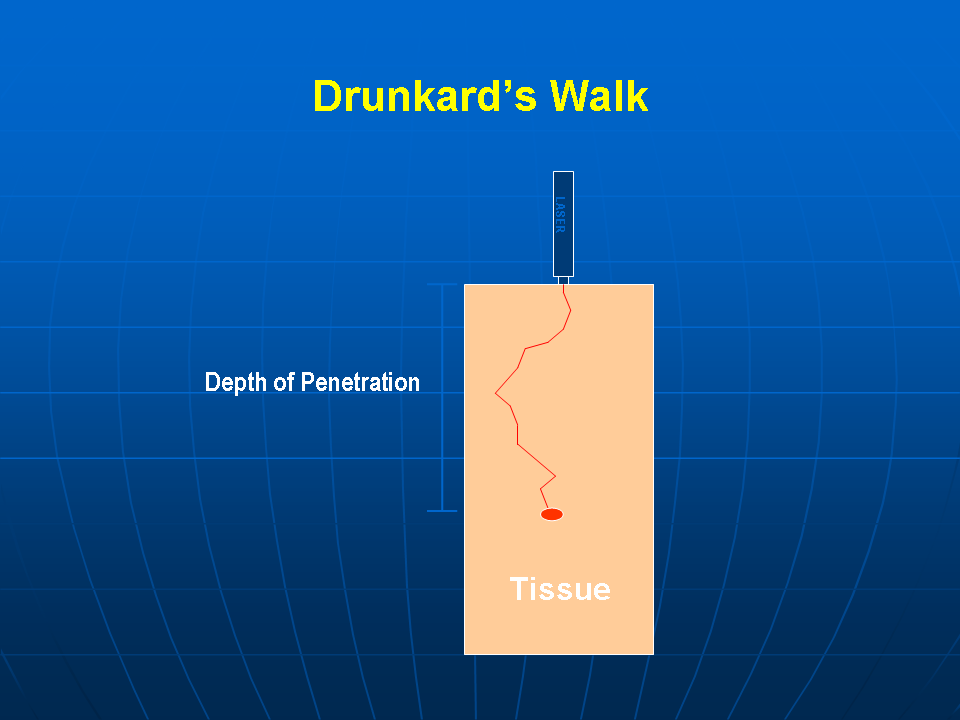 Drunkard’s Walk
LASER
Depth of Penetration
Tissue